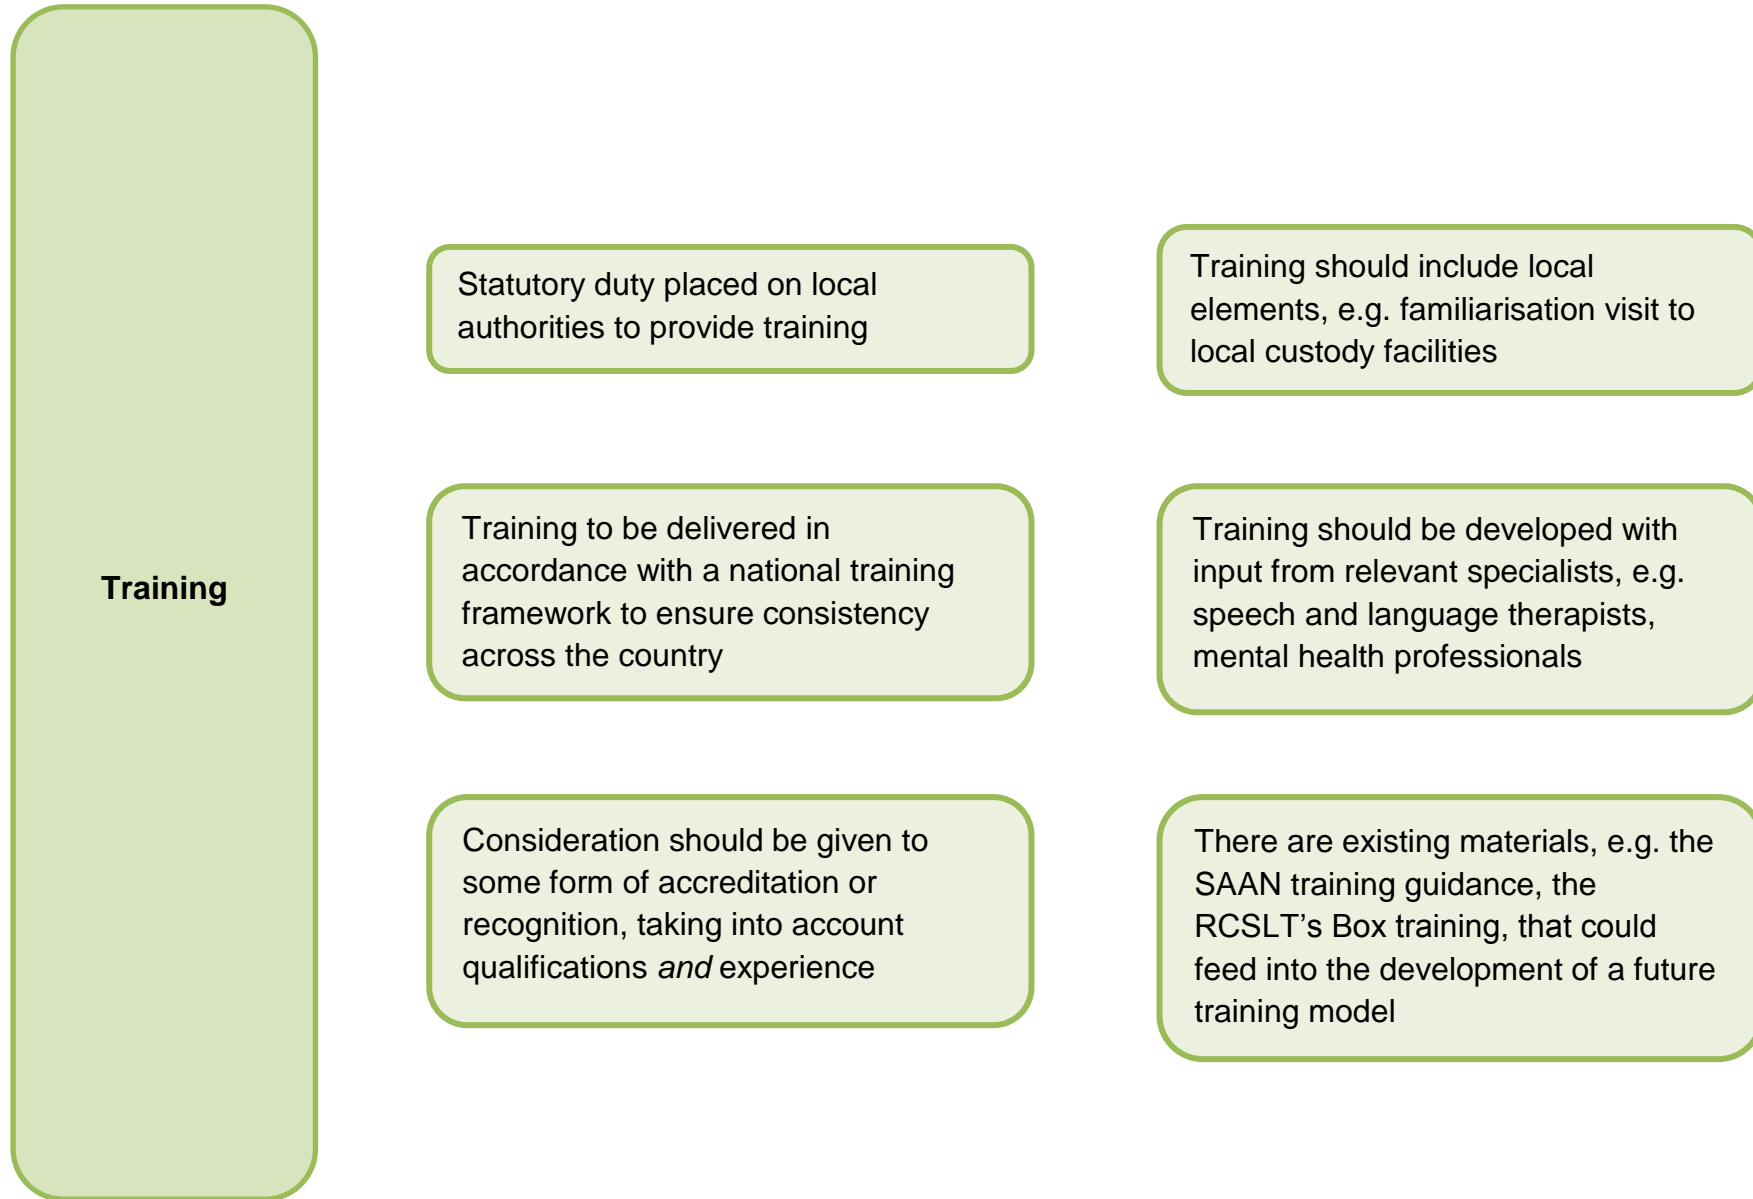 Training
Statutory duty placed on local
authorities to provide training
Training should include local
elements, e.g. familiarisation visit to
local custody facilities
Training to be delivered in
accordance with a national training
framework to ensure consistency
across the country
Training should be developed with
input from relevant specialists, e.g.
speech and language therapists,
mental health professionals
Consideration should be given to
some form of accreditation or
recognition, taking into account
qualifications and experience
There are existing materials, e.g. the
SAAN training guidance, the
RCSLT’s Box training, that could
feed into the development of a future
training model